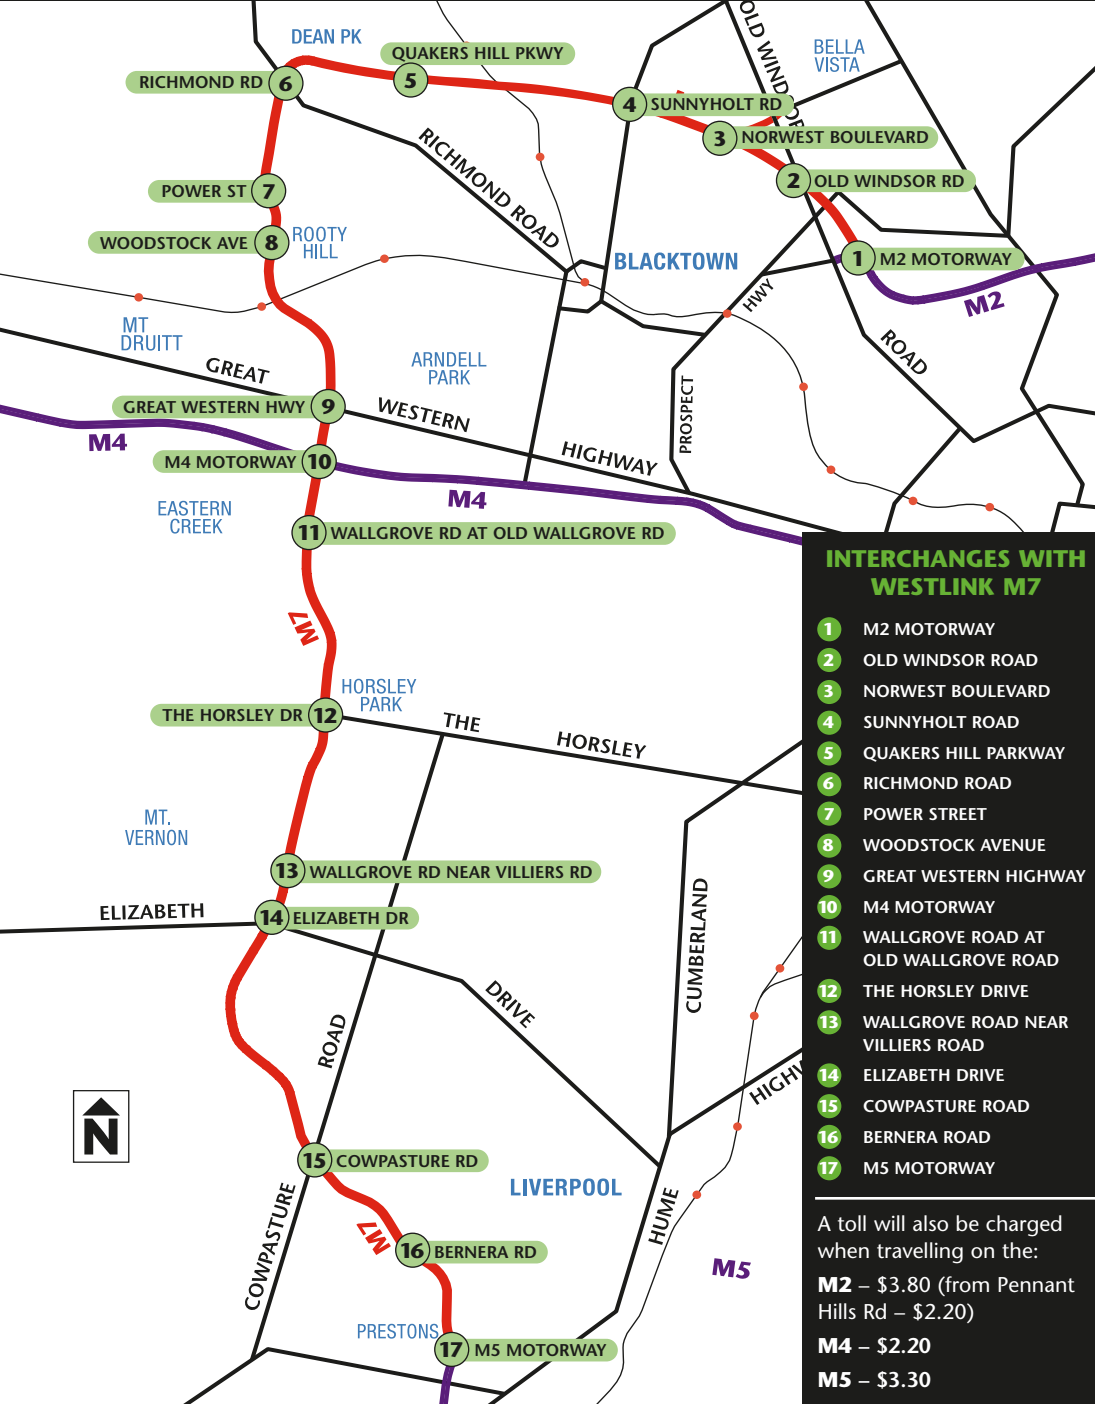 DEAN PK
QUAKERS HILL PKWY
RICHMOND RD
6
5
4
SUNNYHOLT RD
3
NORWEST BOULEVARD
2
OLD WINDSOR RD
1
M2 MOTORWAY
OLD WINDSOR
BELLA
VISTA
RICHMOND ROAD
POWER ST
7
WOODSTOCK AVE
8
ROOTY
HILL
BLACKTOWN
HWY
M2
MT
DRUITT
GREAT
ARNDELL
PARK
ROAD
PROSPECT
GREAT WESTERN HWY
9
WESTERN
HIGHWAY
M4
M4 MOTORWAY
10
M4
EASTERN
CREEK
11
WALLGROVE RD AT OLD WALLGROVE RD
M7
HORSLEY
PARK
THE HORSLEY DR
12
THE
HORSLEY
MT.
VERNON
13
WALLGROVE RD NEAR VILLIERS RD
ELIZABETH
14
ELIZABETH DR
CUMBERLAND
DRIVE
ROAD
N
HIGHW
15
COWPASTURE RD
LIVERPOOL
COWPASTURE
HUME
M7
16
BERNERA RD
M5
PRESTONS
17
M5 MOTORWAY
INTERCHANGES WITH
WESTLINK M7
1 M2 MOTORWAY
2 OLD WINDSOR ROAD
3 NORWEST BOULEVARD
4 SUNNYHOLT ROAD
5 QUAKERS HILL PARKWAY
6 RICHMOND ROAD
7 POWER STREET
8 WOODSTOCK AVENUE
9 GREAT WESTERN HIGHWAY
10 M4 MOTORWAY
11 WALLGROVE ROAD AT
OLD WALLGROVE ROAD
12 THE HORSLEY DRIVE
13 WALLGROVE ROAD NEAR
VILLIERS ROAD
14 ELIZABETH DRIVE
15 COWPASTURE ROAD
16 BERNERA ROAD
17 M5 MOTORWAY
A toll will also be charged
when travelling on the:
M2 – $3.80 (from Pennant
Hills Rd – $2.20)
M4 – $2.20
M5 – $3.30